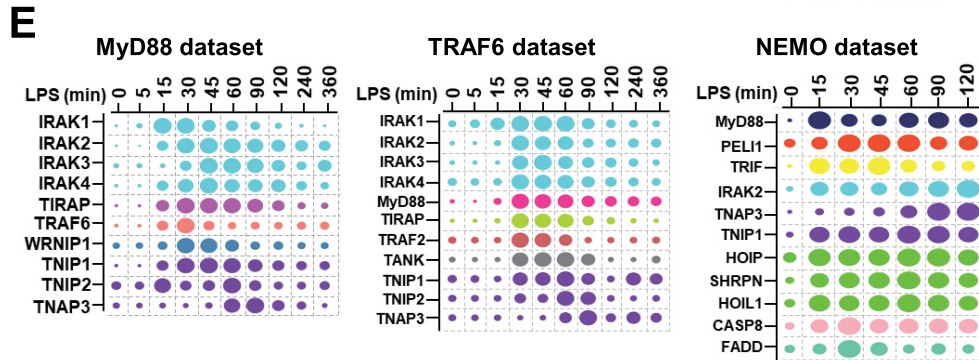 E
MyD88 dataset
LPS (min) 0 5 15 30 45 60 90 120 240 360
IRAK1
IRAK2
IRAK3
IRAK4
TIRAP
TRAF6
WRNIP1
TNIP1
TNIP2
TNAP3
TRAF6 dataset
LPS (min) 0 5 15 30 45 60 90 120 240 360
IRAK1
IRAK2
IRAK3
IRAK4
MyD88
TIRAP
TRAF2
TANK
TNIP1
TNIP2
TNAP3
NEMO dataset
LPS (min) 0 15 30 45 60 90 120
MyD88
PELI1
TRIF
IRAK2
TNAP3
TNIP1
HOIP
SHRPN
HOIL1
CASP8
FADD